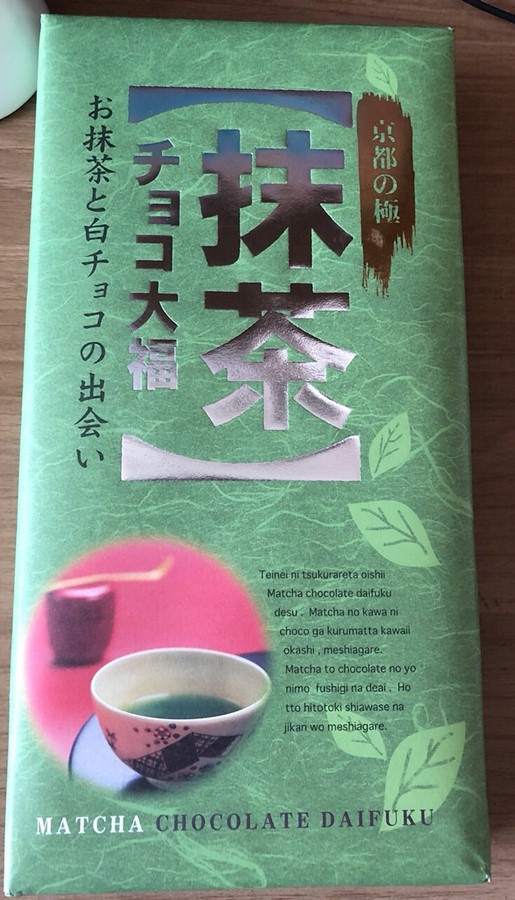 京都の極
抹茶
チョコ大福
お抹茶と白チョコの出会い
Teinei ni tsukurareta oishii
Matcha chocolate daifuku
desu . Matcha no kawa ni
choco ga kurumatta kawaii
okashi , meshiagare.
Matcha to chocolate no yo
nimo fushigi na deai . Ho
tto hitotoki shiawase na
jikan wo meshiagare.
MATCHA CHOCOLATE DAIFUKU